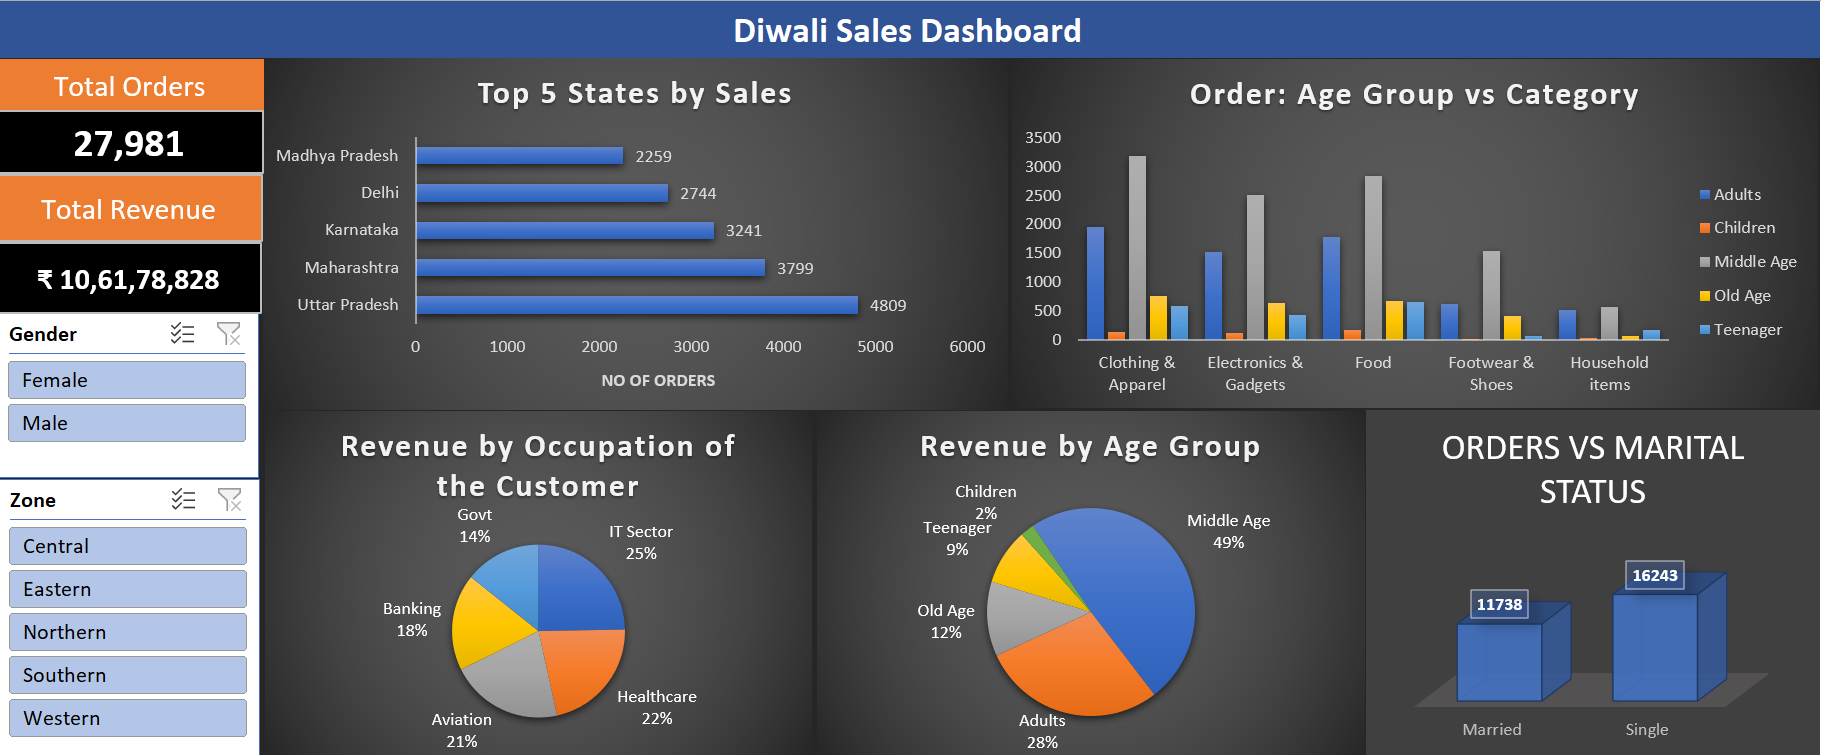 Diwali Sales Dashboard
Total Orders
27,981
Total Revenue
₹ 10,61,78,828
Gender
Female
Male
Zone
Central
Eastern
Northern
Southern
Western
Top 5 States by Sales
Madhya Pradesh
2259
Delhi
2744
Karnataka
3241
Maharashtra
3799
Uttar Pradesh
4809
0 1000 2000 3000 4000 5000 6000
NO OF ORDERS
Order: Age Group vs Category
3500
3000
2500
2000
1500
1000
500
0
Clothing &
Apparel
Electronics &
Gadgets
Food
Footwear &
Shoes
Household
items
Adults
Children
Middle Age
Old Age
Teenager
Revenue by Occupation of
the Customer
Govt
14%
IT Sector
25%
Banking
18%
Healthcare
22%
Aviation
21%
Revenue by Age Group
Children
2%
Teenager
9%
Middle Age
49%
Old Age
12%
Adults
28%
ORDERS VS MARITAL
STATUS
11738
16243
Married
Single